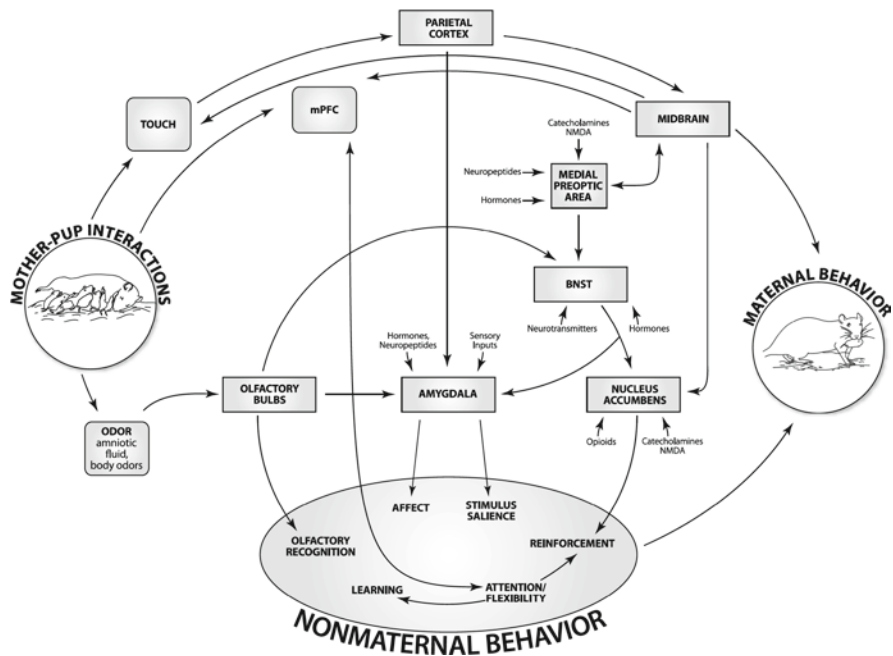 PARIETAL
CORTEX
TOUCH
mPFC
MIDBRAIN
Catecholamines
NMDA
Neuropeptides
MEDIAL
PREOPTIC
AREA
Hormones
MOTHER-PUP INTERACTIONS
BNST
MATERNAL BEHAVIOR
Neurotransmitters
Hormones
Hormones,
Neuropeptides
Sensory
Inputs
OLFACTORY
BULBS
AMYGDALA
NUCLEUS
ACCUMBENS
ODOR
amniotic
fluid,
body odors
Opioids
Catecholamines
NMDA
AFFECT
STIMULUS
SALIENCE
OLFACTORY
RECOGNITION
REINFORCEMENT
LEARNING
ATTENTION/
FLEXIBILITY
NONMATERNAL BEHAVIOR